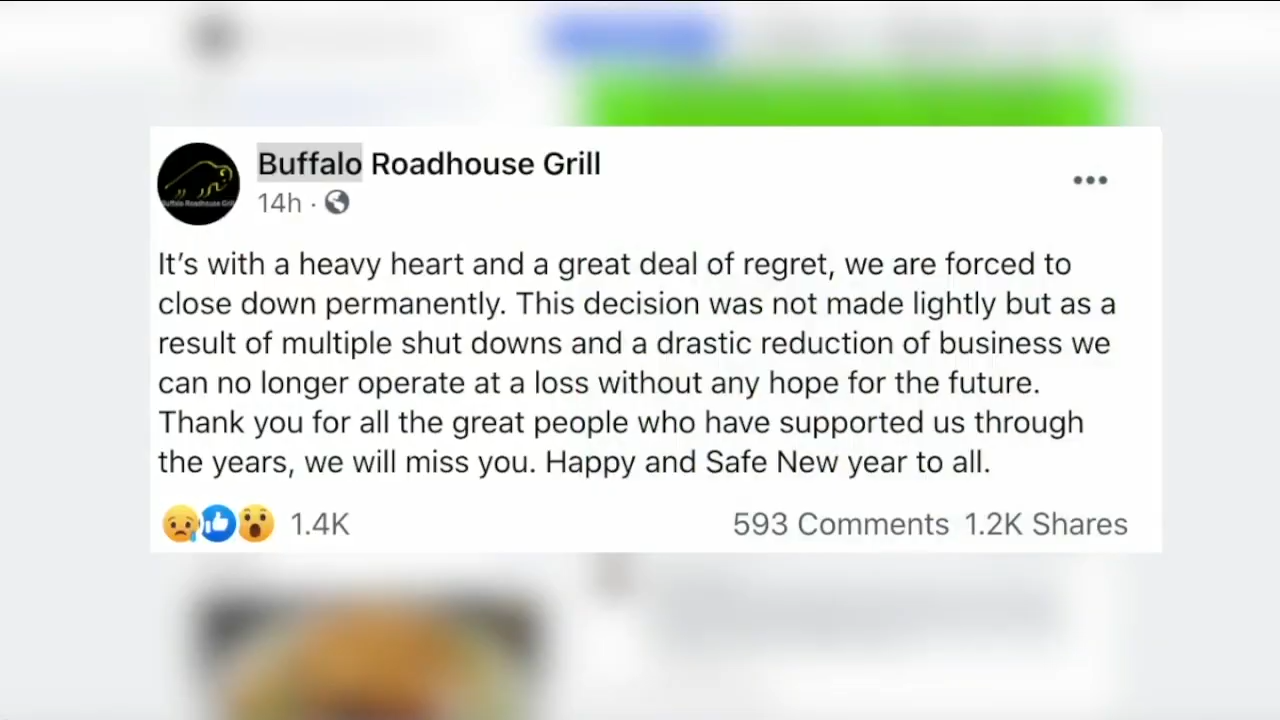 Buffalo Roadhouse Grill
14h ·
It’s with a heavy heart and a great deal of regret, we are forced to
close down permanently. This decision was not made lightly but as a
result of multiple shut downs and a drastic reduction of business we
can no longer operate at a loss without any hope for the future.
Thank you for all the great people who have supported us through
the years, we will miss you. Happy and Safe New year to all.
1.4K 593 Comments 1.2K Shares